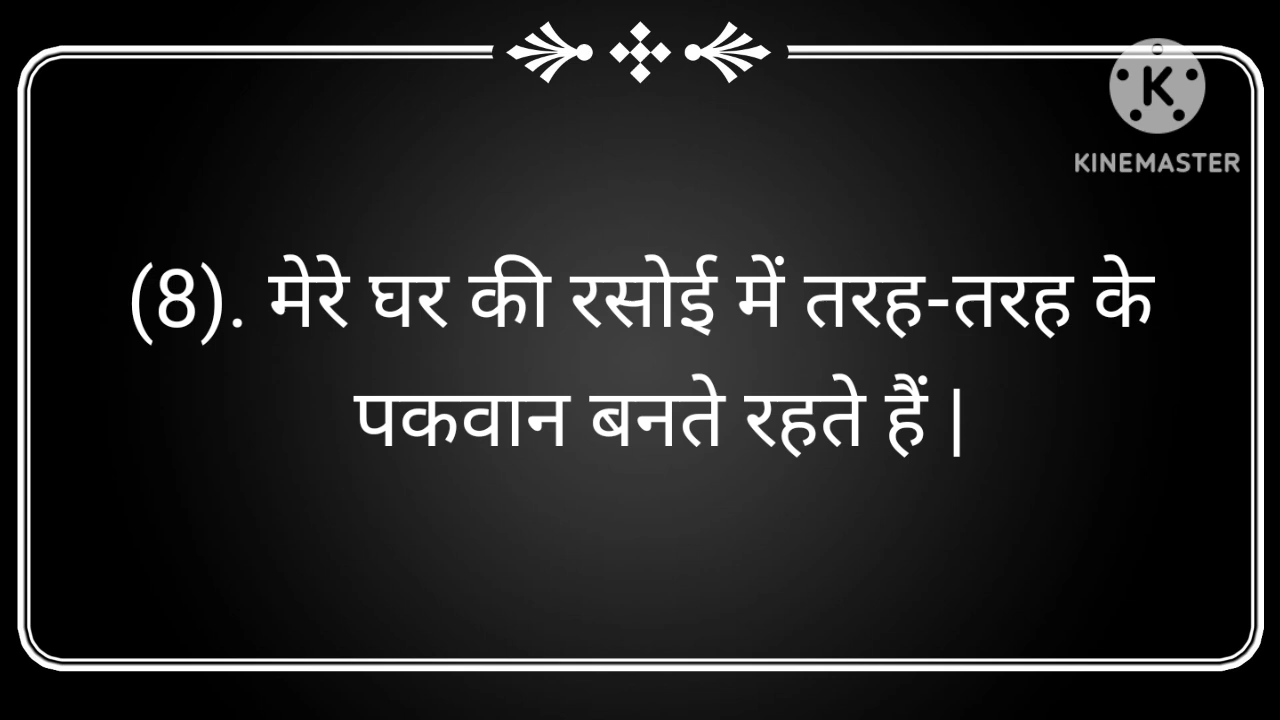 K
KINEMASTER
(8). मेरे घर की रसोई में तरह-तरह के
पकवान बनते रहते हैं |